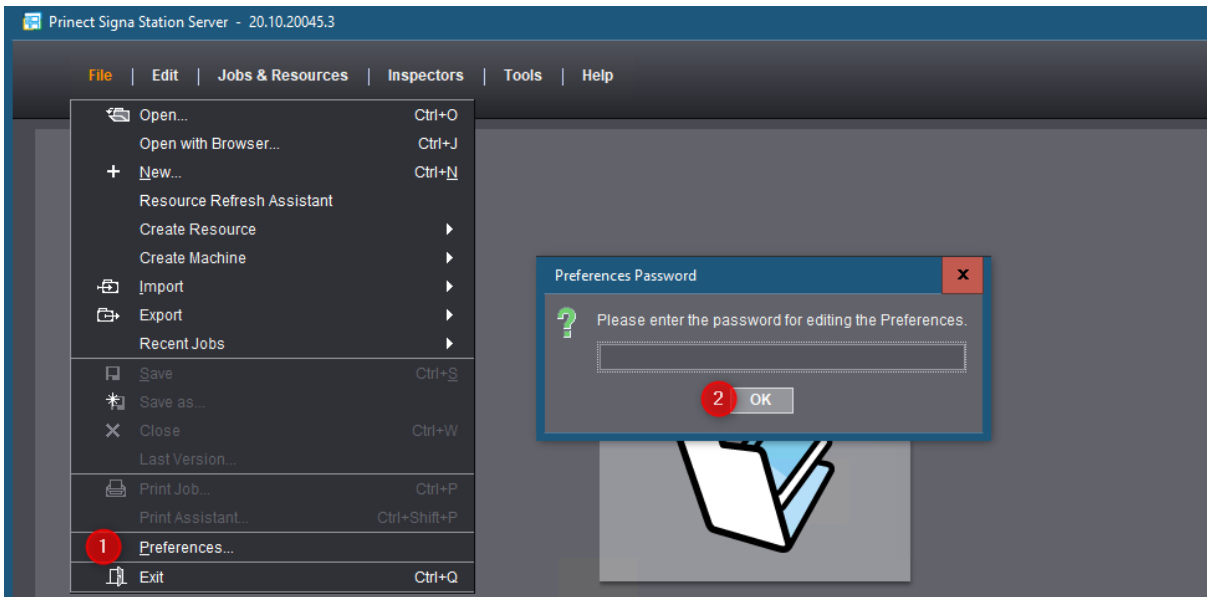 Prinect Signa Station Server - 20.10.20045.3
File | Edit | Jobs & Resources | Inspectors | Tools | Help
Open... Ctrl+O
Open with Browser... Ctrl+J
New... Ctrl+N
Resource Refresh Assistant
Create Resource
Create Machine
Import
Export
Recent Jobs
Save Ctrl+S
Save as...
Close Ctrl+W
Last Version...
Print Job... Ctrl+P
Print Assistant... Ctrl+Shift+P
1 Preferences...
Exit Ctrl+Q
Preferences Password x
? Please enter the password for editing the Preferences.
2 OK